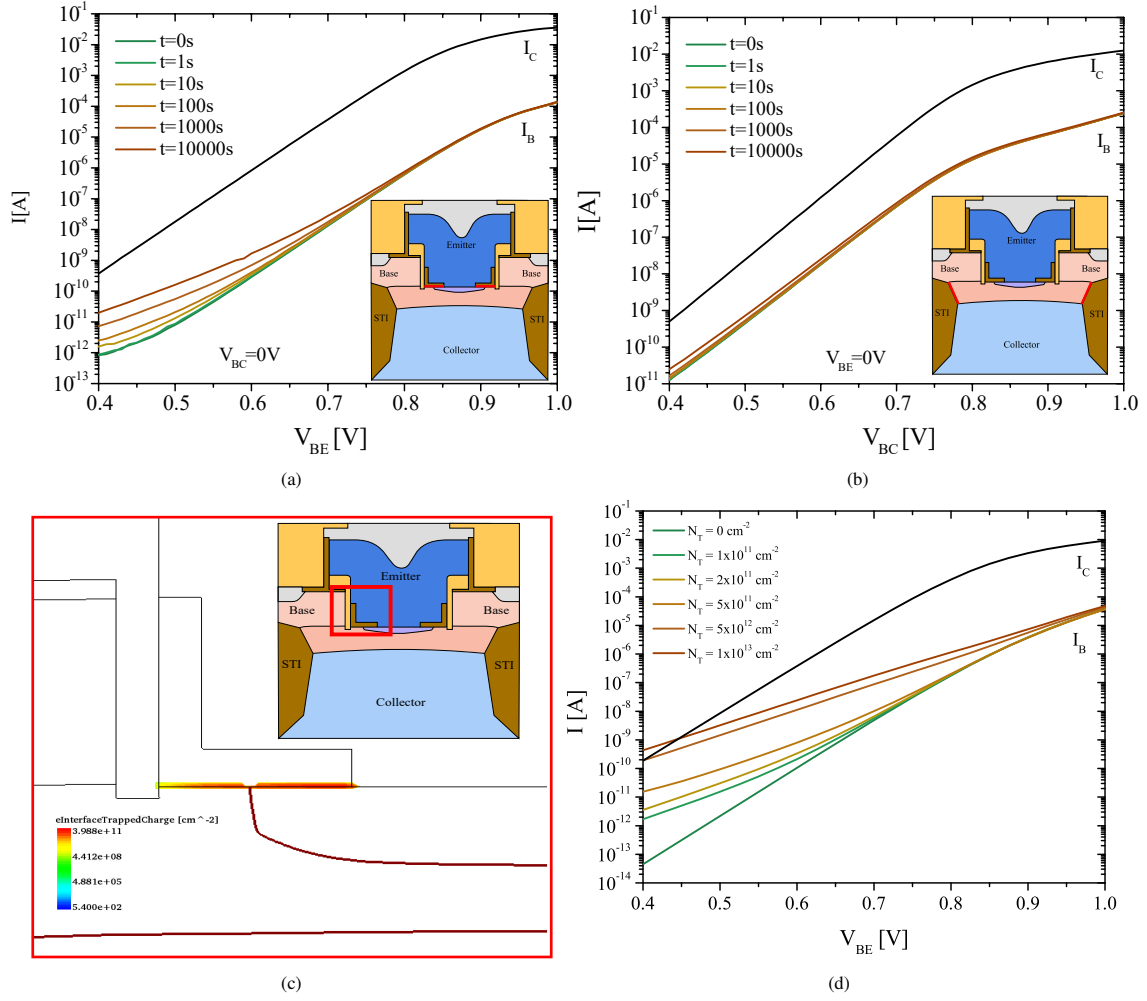 10⁻¹³
10⁻¹²
10⁻¹¹
10⁻¹⁰
10⁻⁹
10⁻⁸
10⁻⁷
10⁻⁶
10⁻⁵
10⁻⁴
10⁻³
10⁻²
10⁻¹
I[A]
t=0s
t=1s
t=10s
t=100s
t=1000s
t=10000s
I_C
I_B
V_BC=0V
Emitter
Base
Base
STI
STI
Collector
0.4 0.5 0.6 0.7 0.8 0.9 1.0
V_BE [V]
(a)
10⁻¹¹
10⁻¹⁰
10⁻⁹
10⁻⁸
10⁻⁷
10⁻⁶
10⁻⁵
10⁻⁴
10⁻³
10⁻²
10⁻¹
I [A]
t=0s
t=1s
t=10s
t=100s
t=1000s
t=10000s
I_C
I_B
V_BE=0V
Emitter
Base
Base
STI
STI
Collector
0.4 0.5 0.6 0.7 0.8 0.9 1.0
V_BC [V]
(b)
Emitter
Base
Base
STI
STI
Collector
eInterfaceTrappedCharge [cm^-2]
3.988e+11
4.412e+08
4.881e+05
5.400e+02
(c)
10⁻¹⁴
10⁻¹³
10⁻¹²
10⁻¹¹
10⁻¹⁰
10⁻⁹
10⁻⁸
10⁻⁷
10⁻⁶
10⁻⁵
10⁻⁴
10⁻³
10⁻²
10⁻¹
I [A]
N_T = 0 cm⁻²
N_T = 1x10¹¹ cm⁻²
N_T = 2x10¹¹ cm⁻²
N_T = 5x10¹¹ cm⁻²
N_T = 5x10¹² cm⁻²
N_T = 1x10¹³ cm⁻²
I_C
I_B
0.4 0.5 0.6 0.7 0.8 0.9 1.0
V_BE [V]
(d)